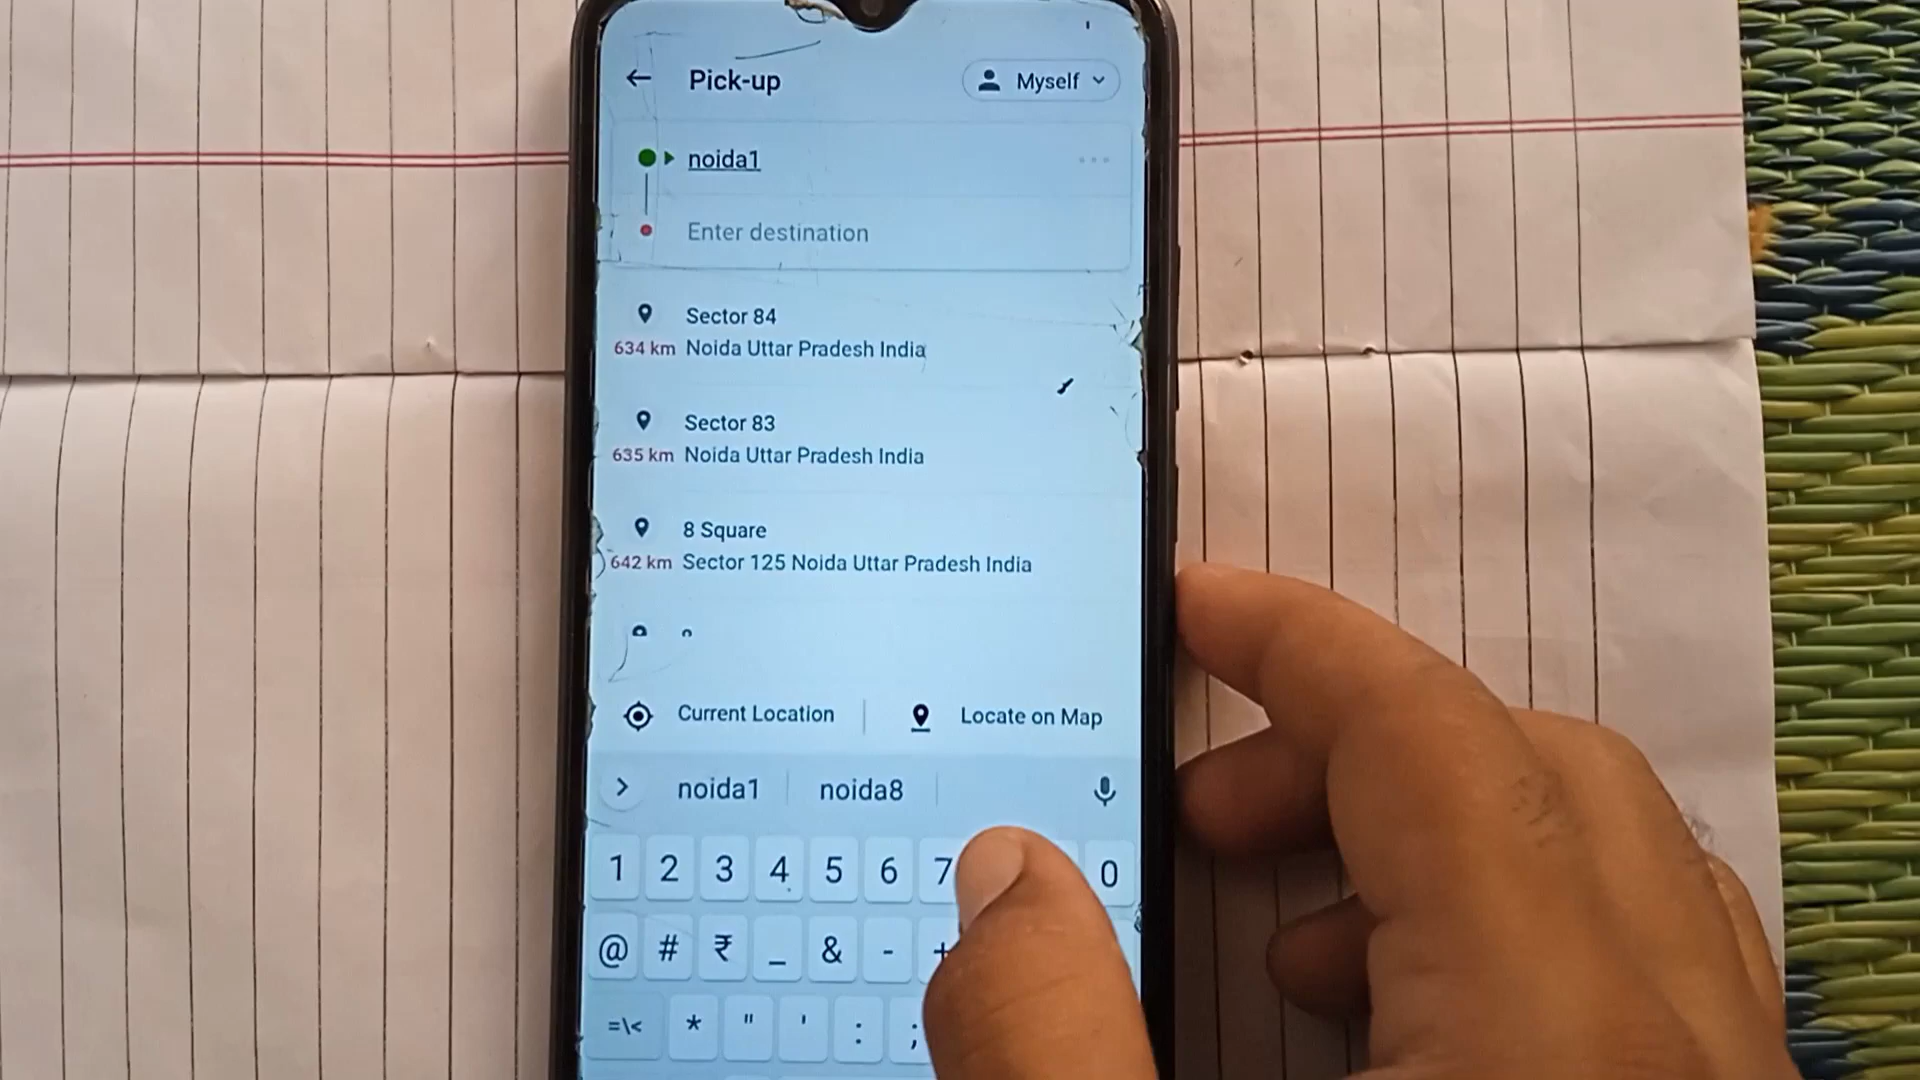 Pick-up
Myself
noida1
Enter destination
Sector 84
634 km Noida Uttar Pradesh India
Sector 83
635 km Noida Uttar Pradesh India
8 Square
642 km Sector 125 Noida Uttar Pradesh India
Current Location
Locate on Map
noida1 noida8
1 2 3 4 5 6 7 0
@ # ₹ _ & - +
=\< * " ' : ;